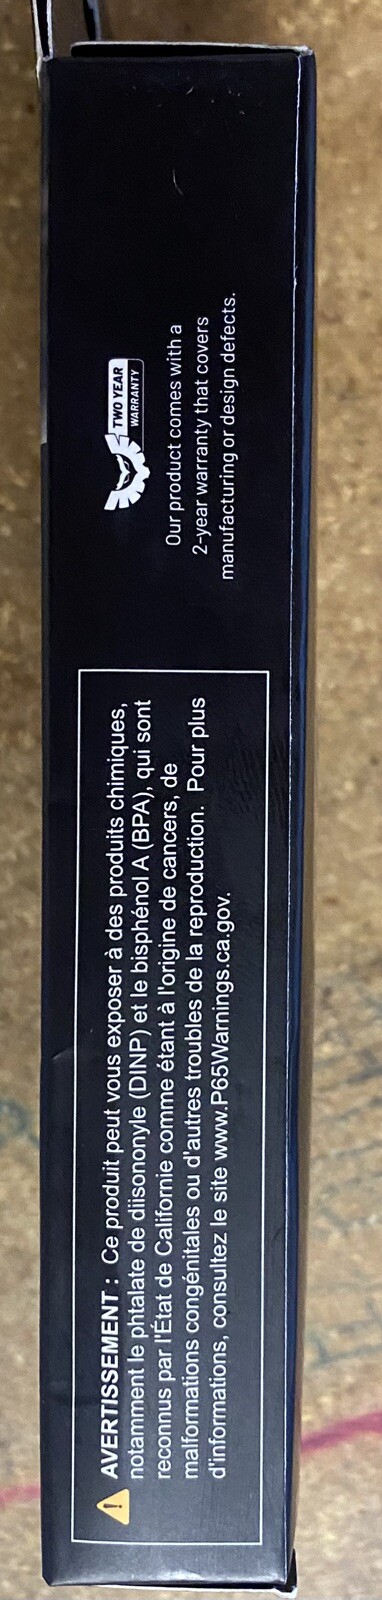 ⚠ AVERTISSEMENT : Ce produit peut vous exposer à des produits chimiques,
notamment le phtalate de diisononyle (DINP) et le bisphénol A (BPA), qui sont
reconnus par l'État de Californie comme étant à l'origine de cancers, de
malformations congénitales ou d'autres troubles de la reproduction. Pour plus
d'informations, consultez le site www.P65Warnings.ca.gov.
TWO YEAR
WARRANTY
Our product comes with a
2-year warranty that covers
manufacturing or design defects.